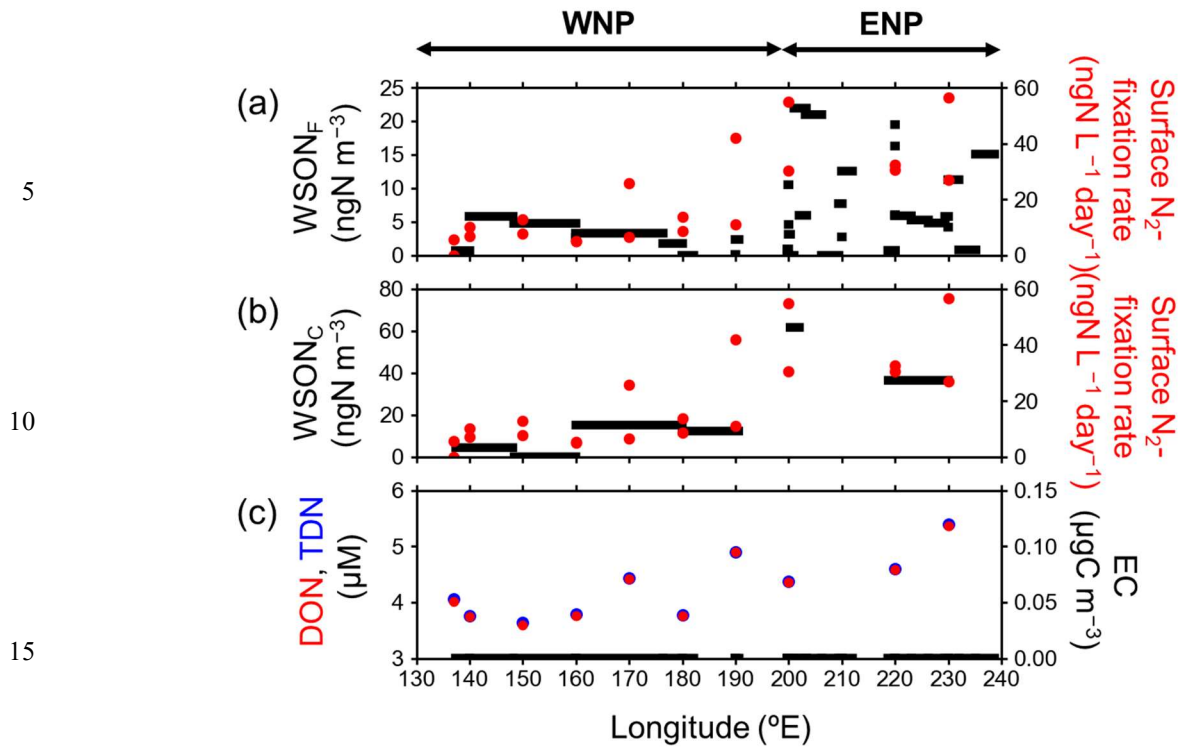 WNP ENP
(a)
WSON_F
(ngN m⁻³)
25
20
15
10
5
0
60
40
20
0
Surface N₂-
fixation rate
(ngN L⁻¹ day⁻¹)
5
(b)
WSON_C
(ngN m⁻³)
80
60
40
20
0
60
40
20
0
Surface N₂-
fixation rate
(ngN L⁻¹ day⁻¹)
10
(c)
DON, TDN
(μM)
6
5
4
3
0.15
0.10
0.05
0.00
EC
(μgC m⁻³)
15
130 140 150 160 170 180 190 200 210 220 230 240
Longitude (ºE)